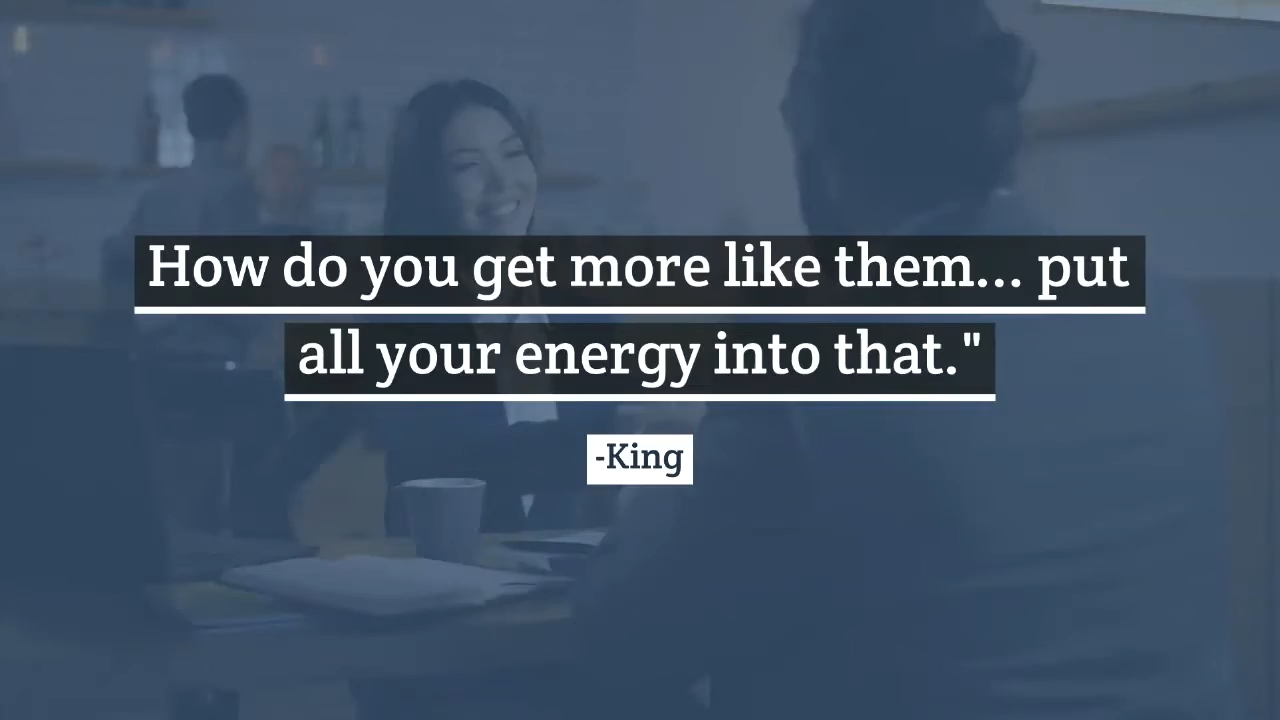 How do you get more like them... put
all your energy into that."
-King